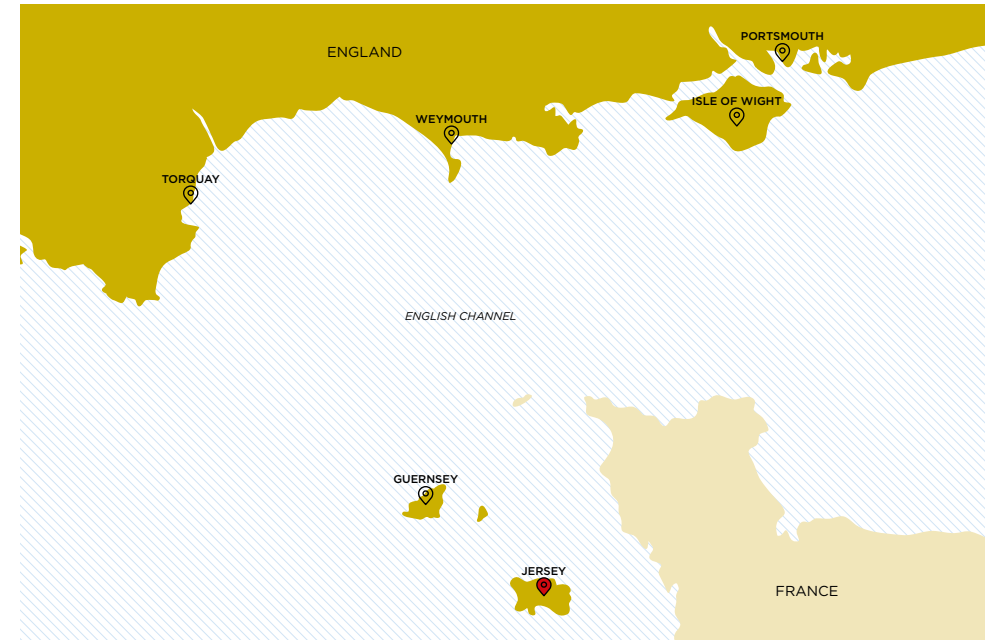 PORTSMOUTH
ENGLAND
ISLE OF WIGHT
WEYMOUTH
TORQUAY
ENGLISH CHANNEL
GUERNSEY
JERSEY
FRANCE